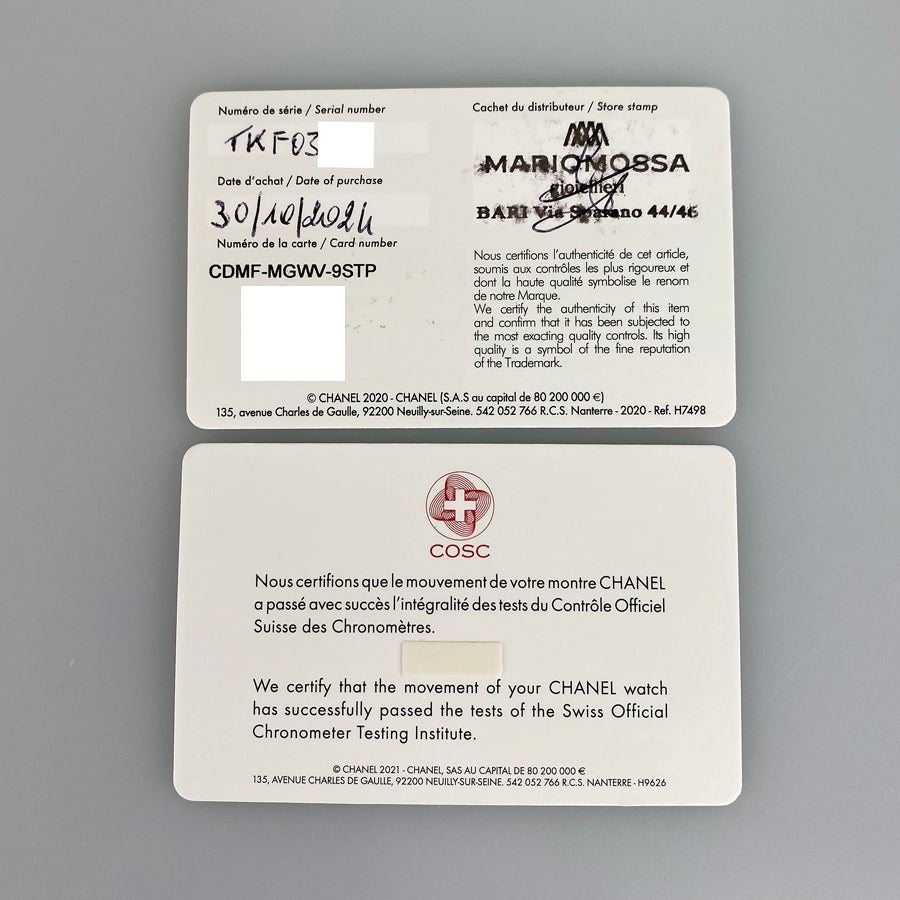 Numéro de série / Serial number
TKF03
Date d'achat / Date of purchase
30/10/2024
Numéro de la carte / Card number
CDMF-MGWV-9STP
Cachet du distributeur / Store stamp
MARIOMOSSA
gioiellieri
BARI Via Sparano 44/46
Nous certifions l'authenticité de cet article,
soumis aux contrôles les plus rigoureux et
dont la haute qualité symbolise le renom
de notre Marque.
We certify the authenticity of this item
and confirm that it has been subjected to
the most exacting quality controls. Its high
quality is a symbol of the fine reputation
of the Trademark.
© CHANEL 2020 - CHANEL (S.A.S au capital de 80 200 000 €)
135, avenue Charles de Gaulle, 92200 Neuilly-sur-Seine. 542 052 766 R.C.S. Nanterre - 2020 - Ref. H7498
COSC
Nous certifions que le mouvement de votre montre CHANEL
a passé avec succès l'intégralité des tests du Contrôle Officiel
Suisse des Chronomètres.
We certify that the movement of your CHANEL watch
has successfully passed the tests of the Swiss Official
Chronometer Testing Institute.
© CHANEL 2021 - CHANEL, SAS AU CAPITAL DE 80 200 000 €
135, AVENUE CHARLES DE GAULLE, 92200 NEUILLY-SUR-SEINE. 542 052 766 R.C.S. NANTERRE - H9626